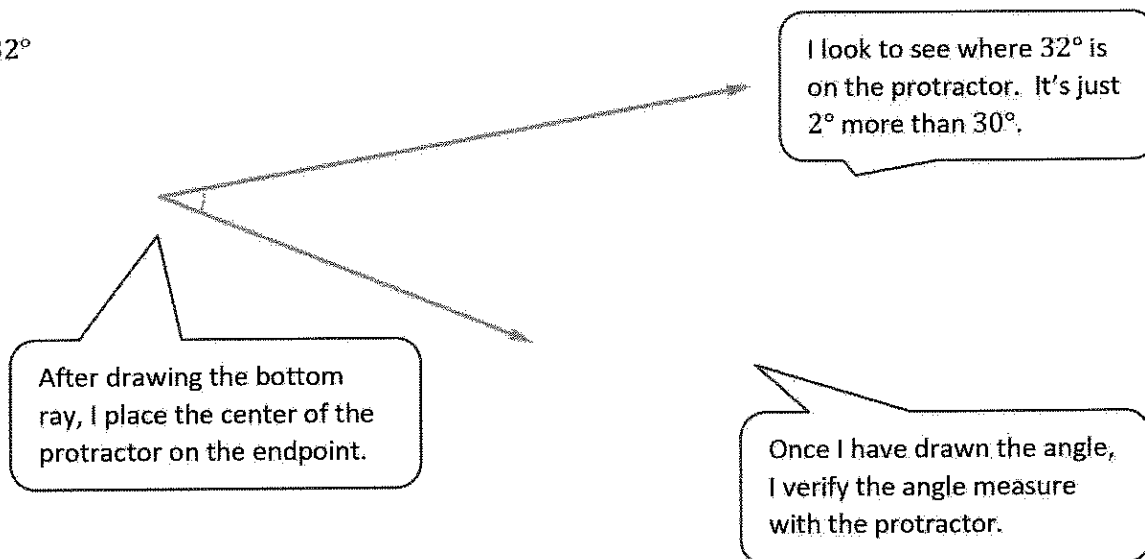 32°
I look to see where 32° is
on the protractor. It's just
2° more than 30°.
After drawing the bottom
ray, I place the center of the
protractor on the endpoint.
Once I have drawn the angle,
I verify the angle measure
with the protractor.